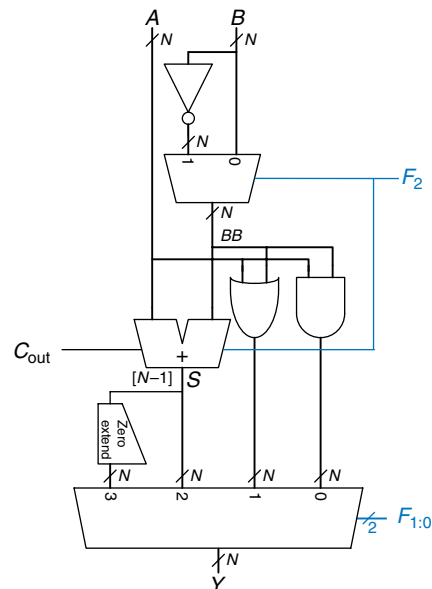 A B
N N
N
1 0
F2
N
BB
Cout
+
[N–1] S
Zero
extend
N N N N
3 2 1 0
2 F1:0
N
Y